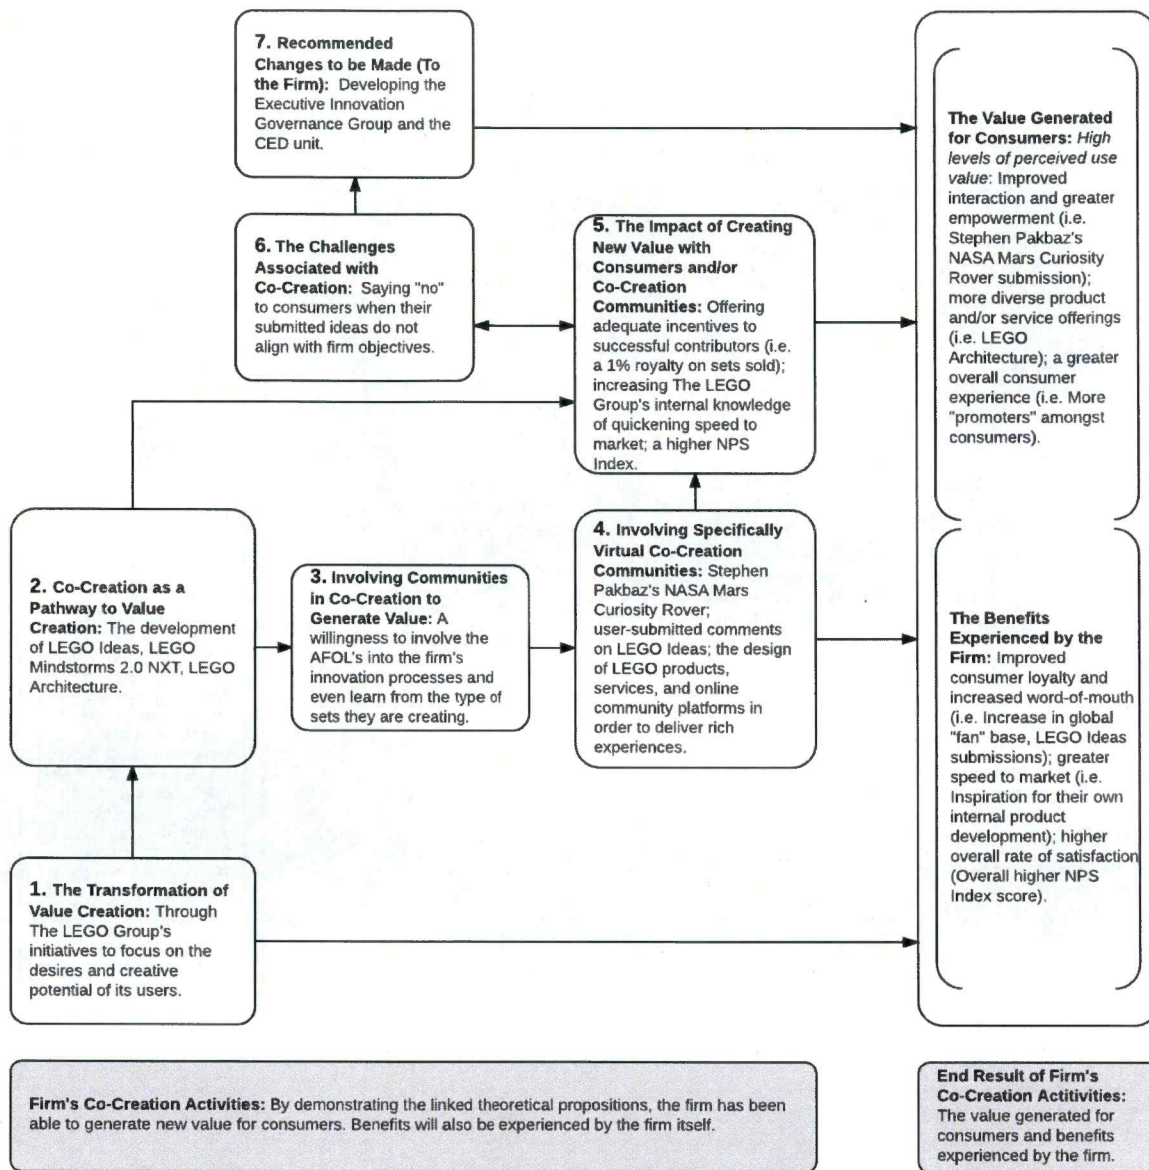 7. Recommended
Changes to be Made (To
the Firm): Developing the
Executive Innovation
Governance Group and the
CED unit.
6. The Challenges
Associated with
Co-Creation: Saying "no"
to consumers when their
submitted ideas do not
align with firm objectives.
5. The Impact of Creating
New Value with
Consumers and/or
Co-Creation
Communities: Offering
adequate incentives to
successful contributors (i.e.
a 1% royalty on sets sold);
increasing The LEGO
Group's internal knowledge
of quickening speed to
market; a higher NPS
Index.
2. Co-Creation as a
Pathway to Value
Creation: The development
of LEGO Ideas, LEGO
Mindstorms 2.0 NXT, LEGO
Architecture.
3. Involving Communities
in Co-Creation to
Generate Value: A
willingness to involve the
AFOL's into the firm's
innovation processes and
even learn from the type of
sets they are creating.
4. Involving Specifically
Virtual Co-Creation
Communities: Stephen
Pakbaz's NASA Mars
Curiosity Rover;
user-submitted comments
on LEGO Ideas; the design
of LEGO products,
services, and online
community platforms in
order to deliver rich
experiences.
1. The Transformation of
Value Creation: Through
The LEGO Group's
initiatives to focus on the
desires and creative
potential of its users.
The Value Generated
for Consumers: High
levels of perceived use
value: Improved
interaction and greater
empowerment (i.e.
Stephen Pakbaz's
NASA Mars Curiosity
Rover submission);
more diverse product
and/or service offerings
(i.e. LEGO
Architecture); a greater
overall consumer
experience (i.e. More
"promoters" amongst
consumers).
The Benefits
Experienced by the
Firm: Improved
consumer loyalty and
increased word-of-mouth
(i.e. Increase in global
"fan" base, LEGO Ideas
submissions); greater
speed to market (i.e.
Inspiration for their own
internal product
development); higher
overall rate of satisfaction
(Overall higher NPS
Index score).
Firm's Co-Creation Activities: By demonstrating the linked theoretical propositions, the firm has been
able to generate new value for consumers. Benefits will also be experienced by the firm itself.
End Result of Firm's
Co-Creation Actitivities:
The value generated for
consumers and benefits
experienced by the firm.